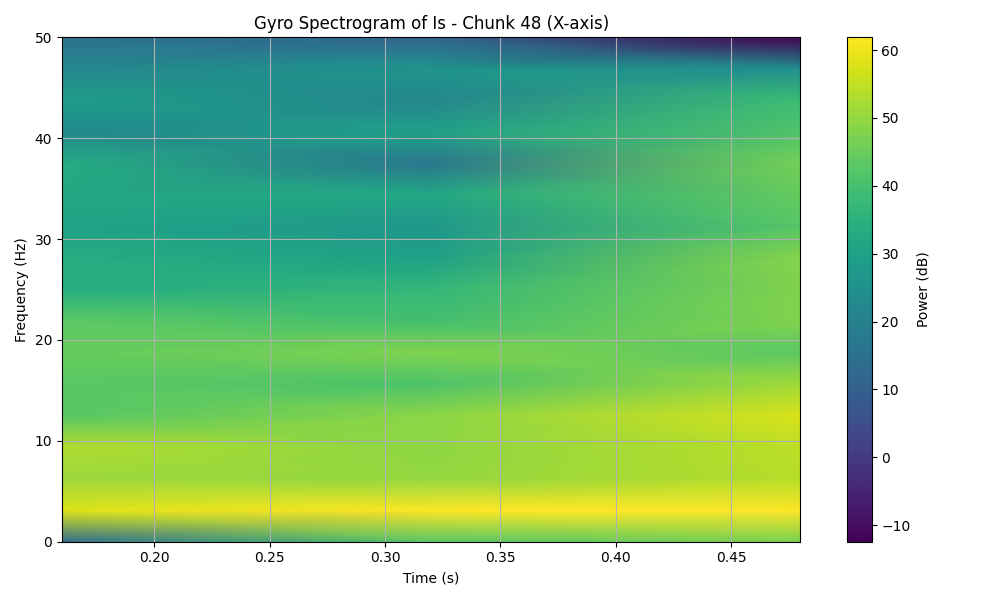 Gyro Spectrogram of Is - Chunk 48 (X-axis)
50
40
30
20
10
0
Frequency (Hz)
0.20 0.25 0.30 0.35 0.40 0.45
Time (s)
60
50
40
30
20
10
0
−10
Power (dB)